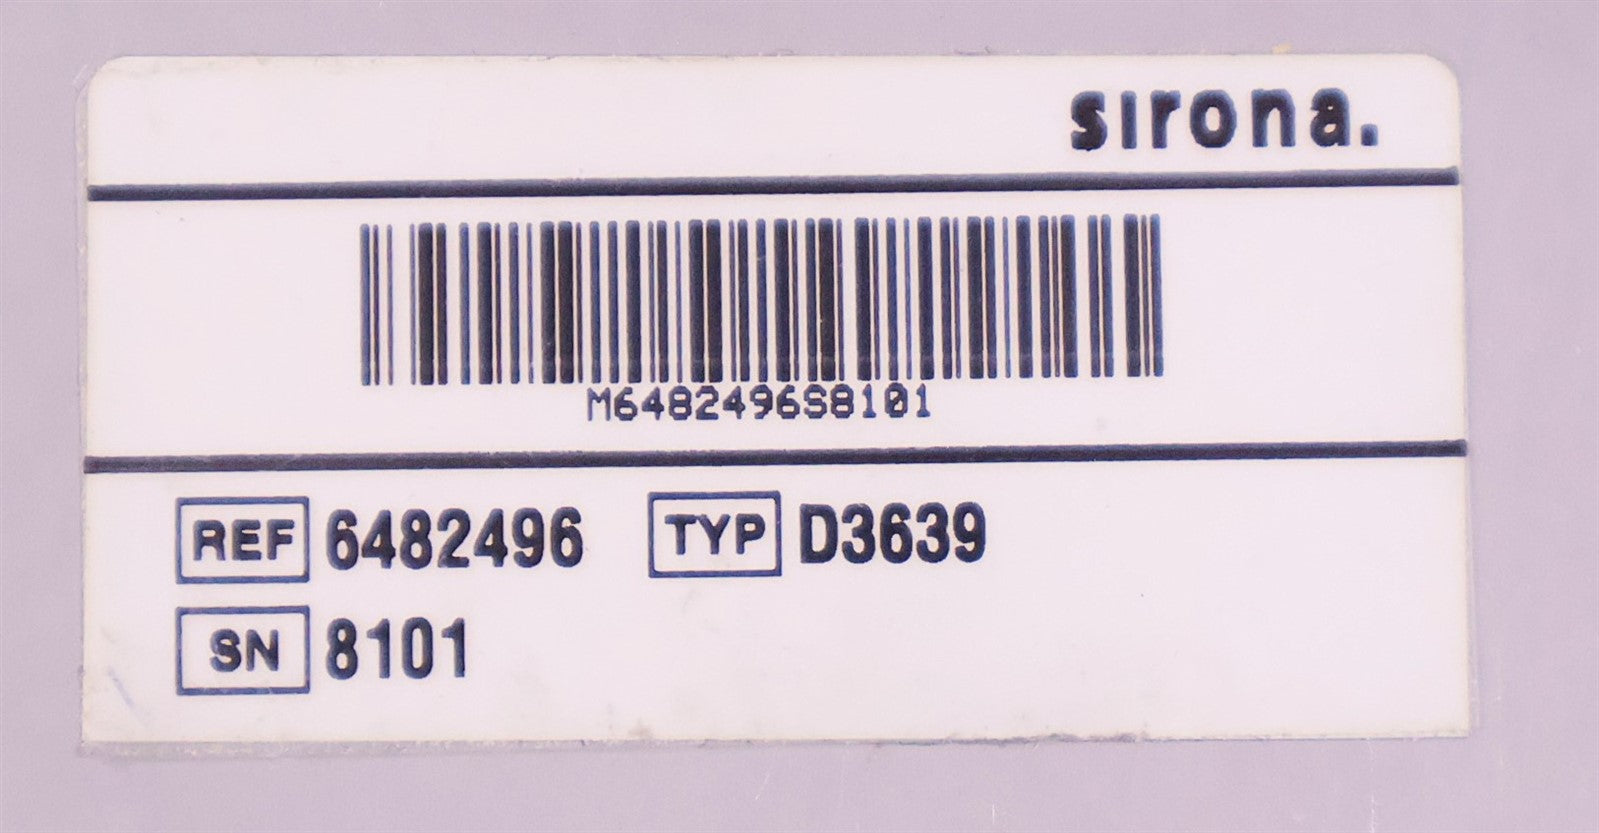 sirona.
M6482496S8101
REF 6482496 TYP D3639
SN 8101